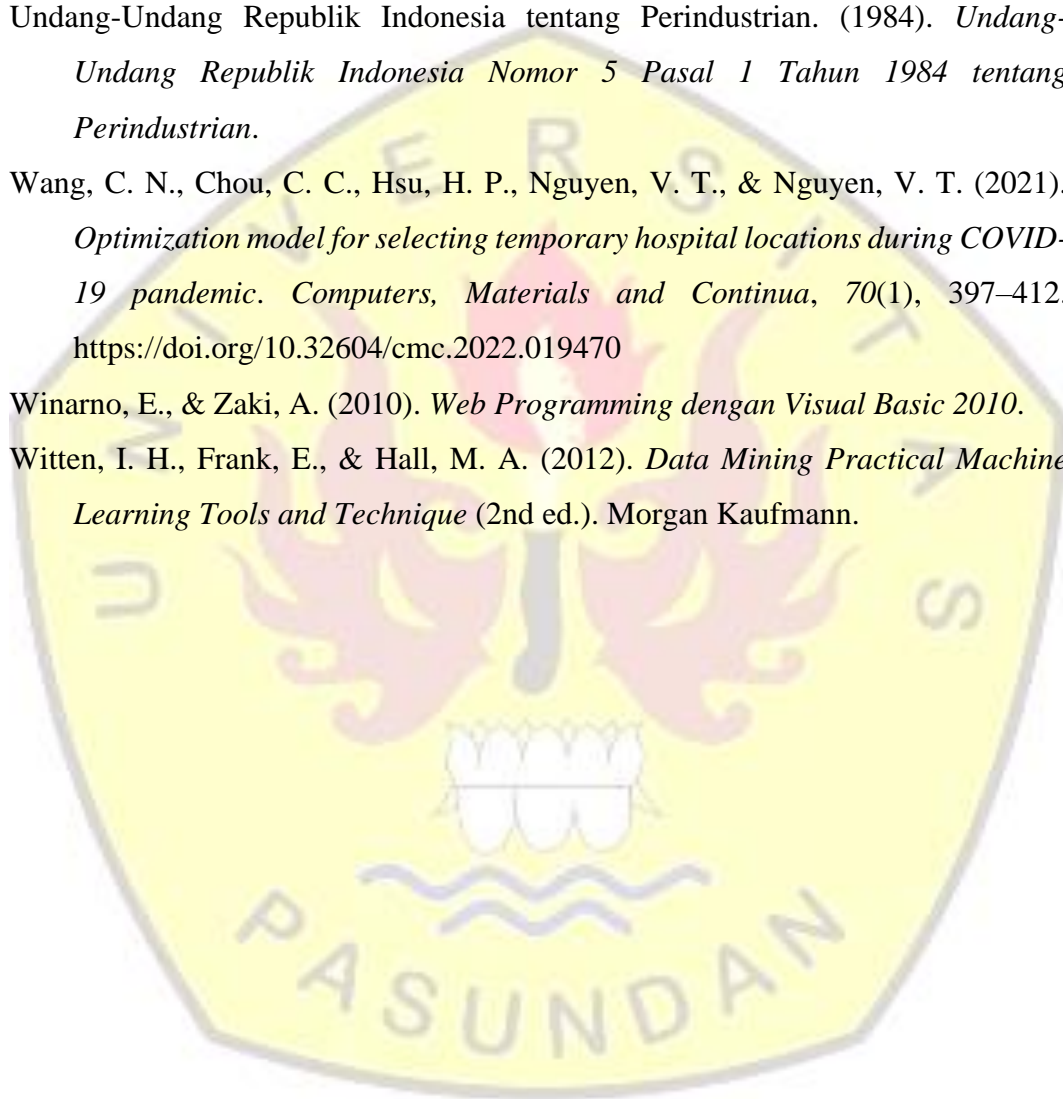 Undang-Undang Republik Indonesia tentang Perindustrian. (1984). Undang-
Undang Republik Indonesia Nomor 5 Pasal 1 Tahun 1984 tentang
Perindustrian.
Wang, C. N., Chou, C. C., Hsu, H. P., Nguyen, V. T., & Nguyen, V. T. (2021).
Optimization model for selecting temporary hospital locations during COVID-
19 pandemic. Computers, Materials and Continua, 70(1), 397–412.
https://doi.org/10.32604/cmc.2022.019470
Winarno, E., & Zaki, A. (2010). Web Programming dengan Visual Basic 2010.
Witten, I. H., Frank, E., & Hall, M. A. (2012). Data Mining Practical Machine
Learning Tools and Technique (2nd ed.). Morgan Kaufmann.
UNIVERSITAS
PASUNDAN